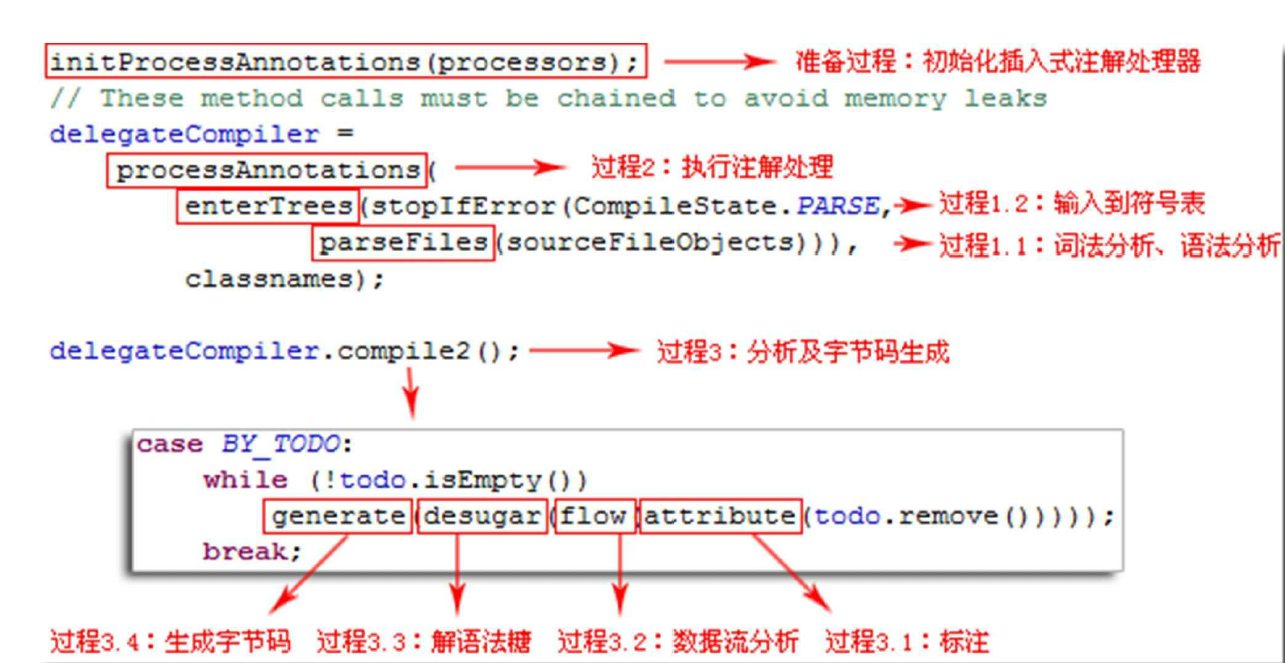 initProcessAnnotations(processors); 准备过程：初始化插入式注解处理器
// These method calls must be chained to avoid memory leaks
delegateCompiler =
processAnnotations( 过程2：执行注解处理
enterTrees(stopIfError(CompileState.PARSE, 过程1.2：输入到符号表
parseFiles(sourceFileObjects))), 过程1.1：词法分析、语法分析
classnames);
delegateCompiler.compile2(); 过程3：分析及字节码生成
case BY_TODO:
while (!todo.isEmpty())
generate(desugar(flow(attribute(todo.remove()))));
break;
过程3.4：生成字节码 过程3.3：解语法糖 过程3.2：数据流分析 过程3.1：标注